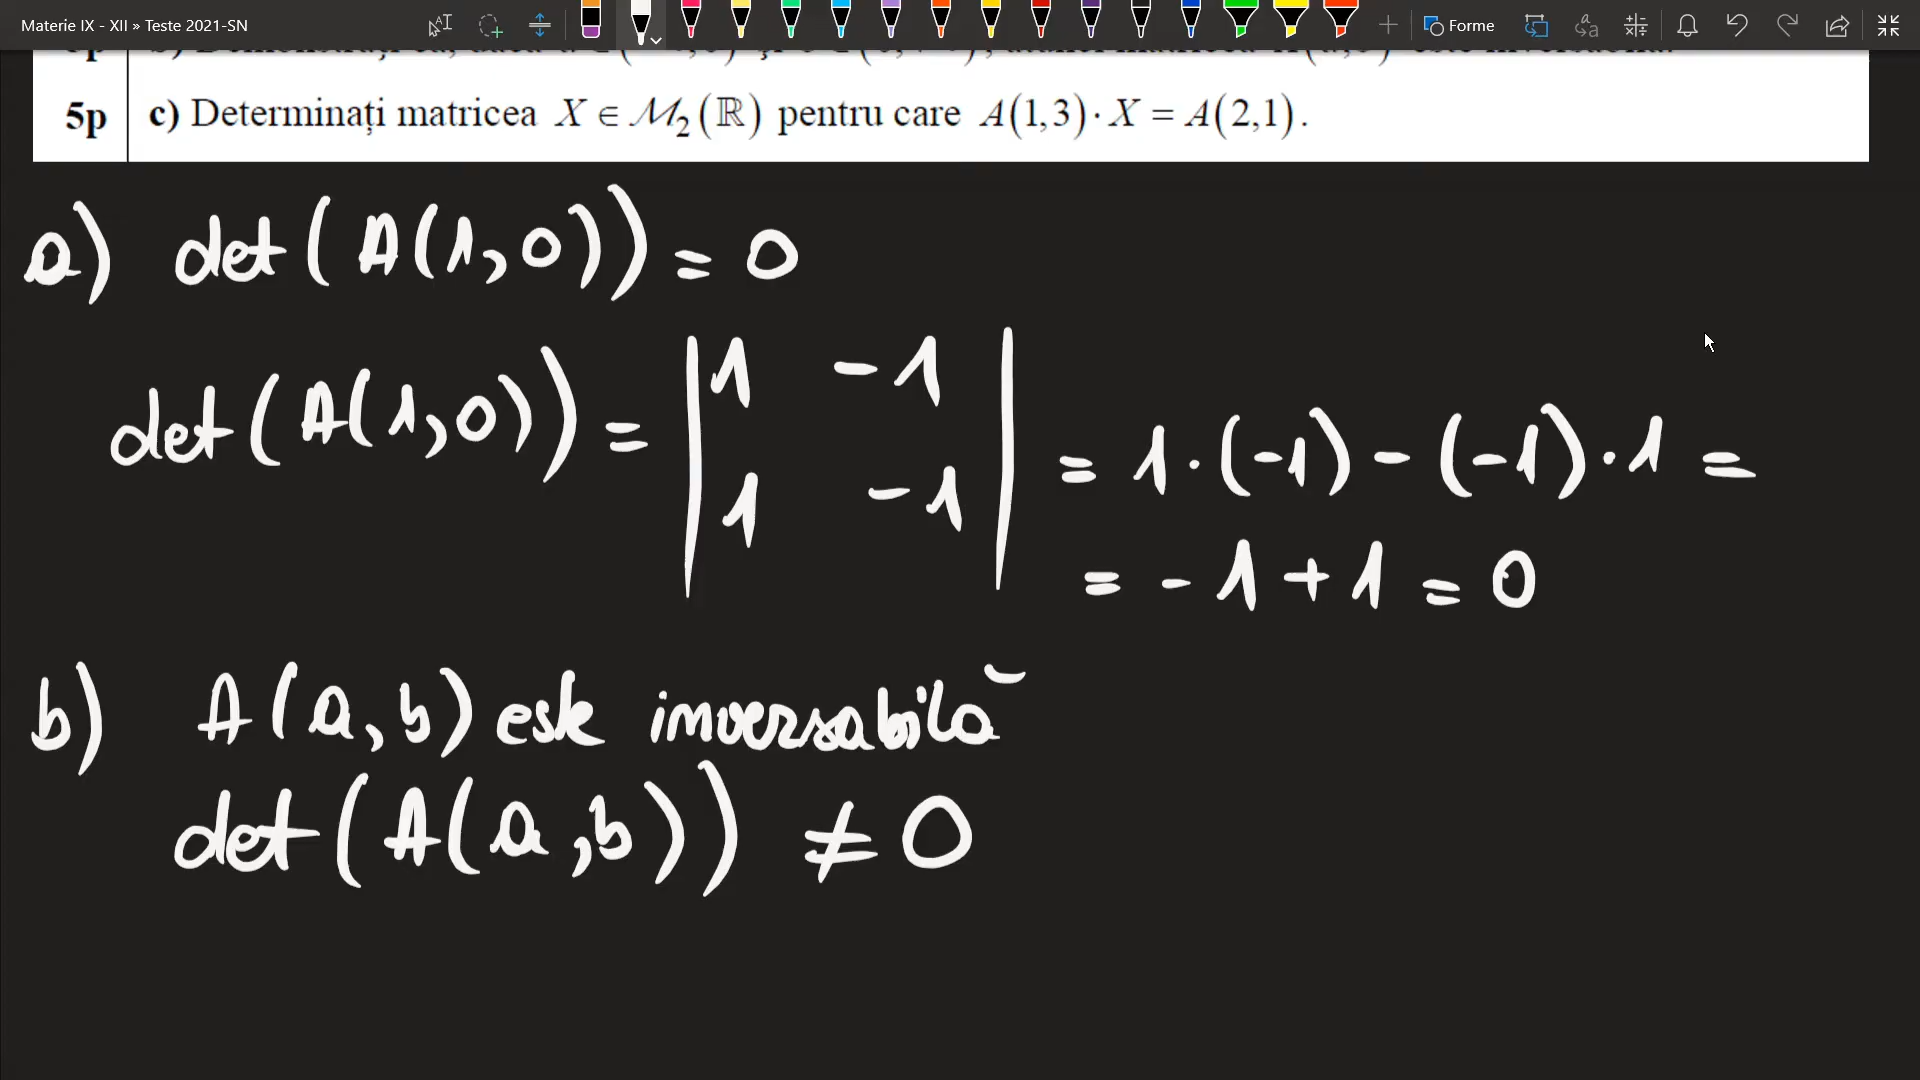 Materie IX - XII » Teste 2021-SN
Forme
5p c) Determinați matricea X ∈ ℳ₂(ℝ) pentru care A(1,3)·X = A(2,1).
a) det(A(1,0)) = 0
det(A(1,0)) = |1 -1
1 -1| = 1·(-1) - (-1)·1 =
= -1 + 1 = 0
b) A(a,b) este inversabilă
det(A(a,b)) ≠ 0